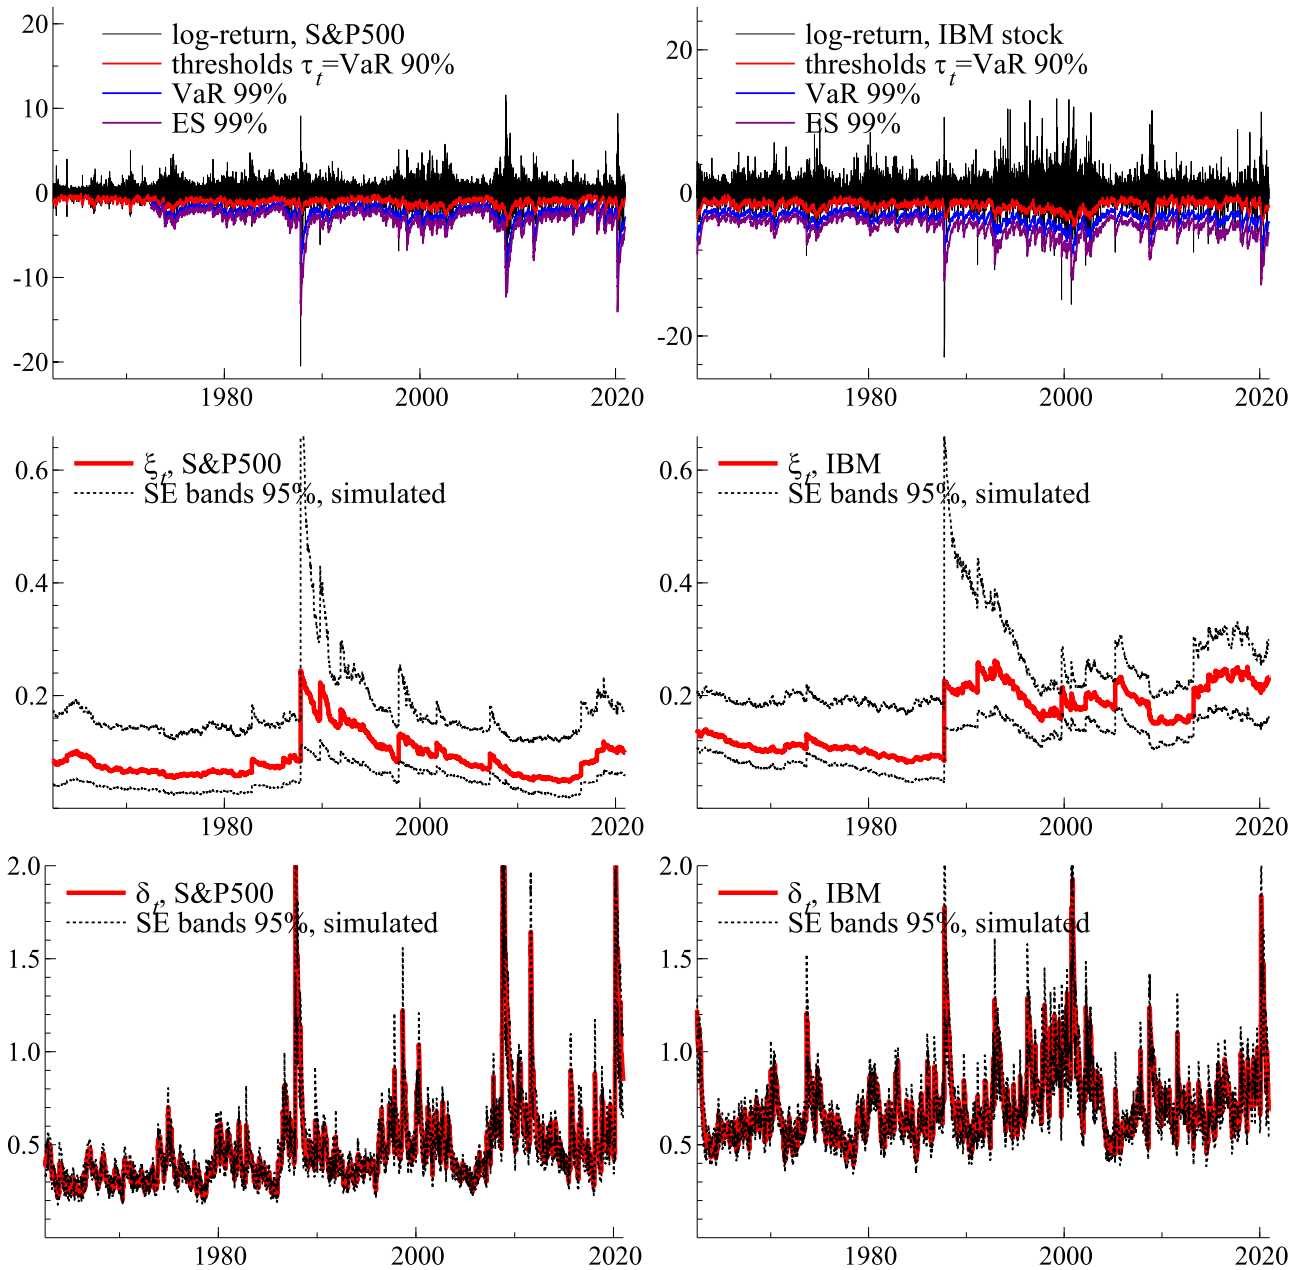 20
10
0
-10
-20
log-return, S&P500
thresholds τt=VaR 90%
VaR 99%
ES 99%
1980 2000 2020
20
0
-20
log-return, IBM stock
thresholds τt=VaR 90%
VaR 99%
ES 99%
1980 2000 2020
0.6
0.4
0.2
ξt, S&P500
SE bands 95%, simulated
1980 2000 2020
0.6
0.4
0.2
ξt, IBM
SE bands 95%, simulated
1980 2000 2020
2.0
1.5
1.0
0.5
δt, S&P500
SE bands 95%, simulated
1980 2000 2020
2.0
1.5
1.0
0.5
δt, IBM
SE bands 95%, simulated
1980 2000 2020